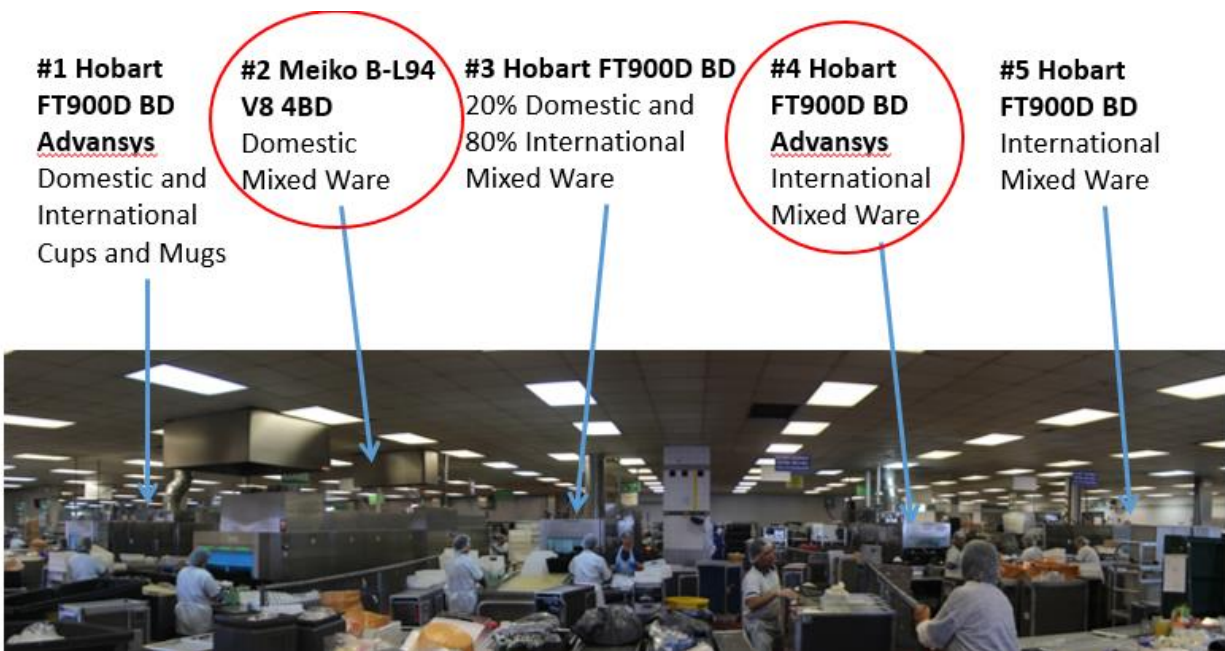 #1 Hobart
FT900D BD
Advansys
Domestic and
International
Cups and Mugs
#2 Meiko B-L94
V8 4BD
Domestic
Mixed Ware
#3 Hobart FT900D BD
20% Domestic and
80% International
Mixed Ware
#4 Hobart
FT900D BD
Advansys
International
Mixed Ware
#5 Hobart
FT900D BD
International
Mixed Ware